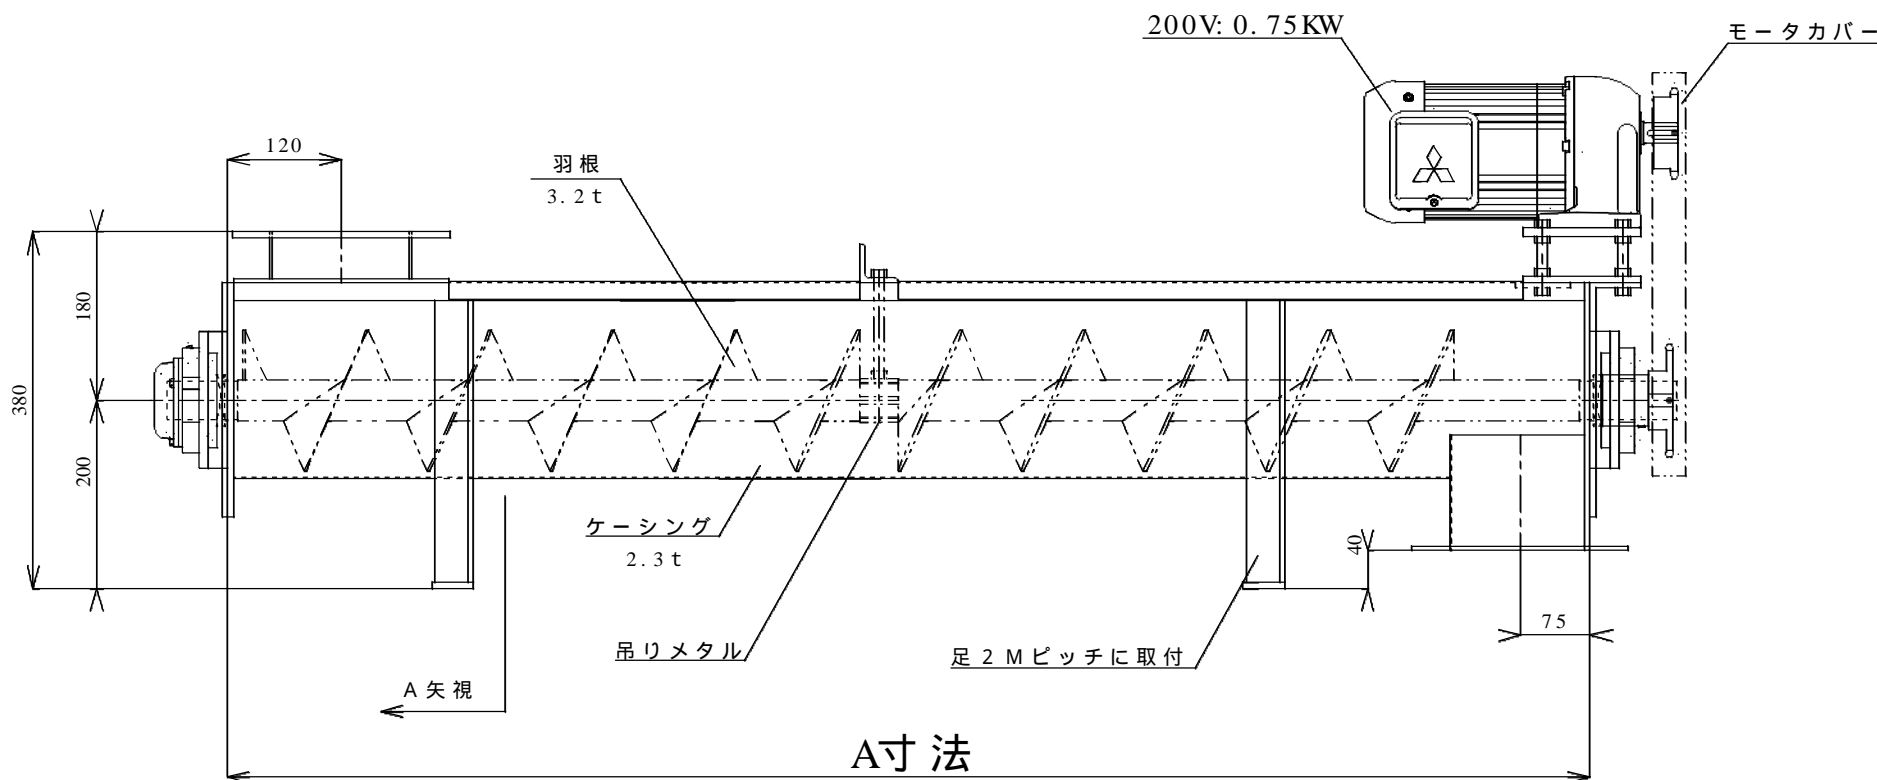 200V: 0.75KW
モータカバー
120
羽根
3.2t
180
380
200
ケーシング
2.3t
40
75
吊りメタル
足2Mピッチに取付
A矢視
A寸法